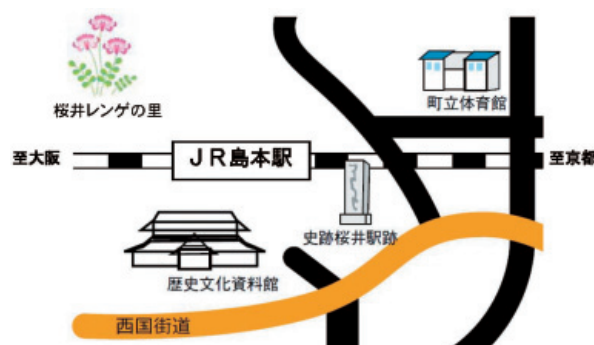 町立体育館
桜井レンゲの里
至大阪
JR島本駅
至京都
史跡桜井駅跡
歴史文化資料館
西国街道